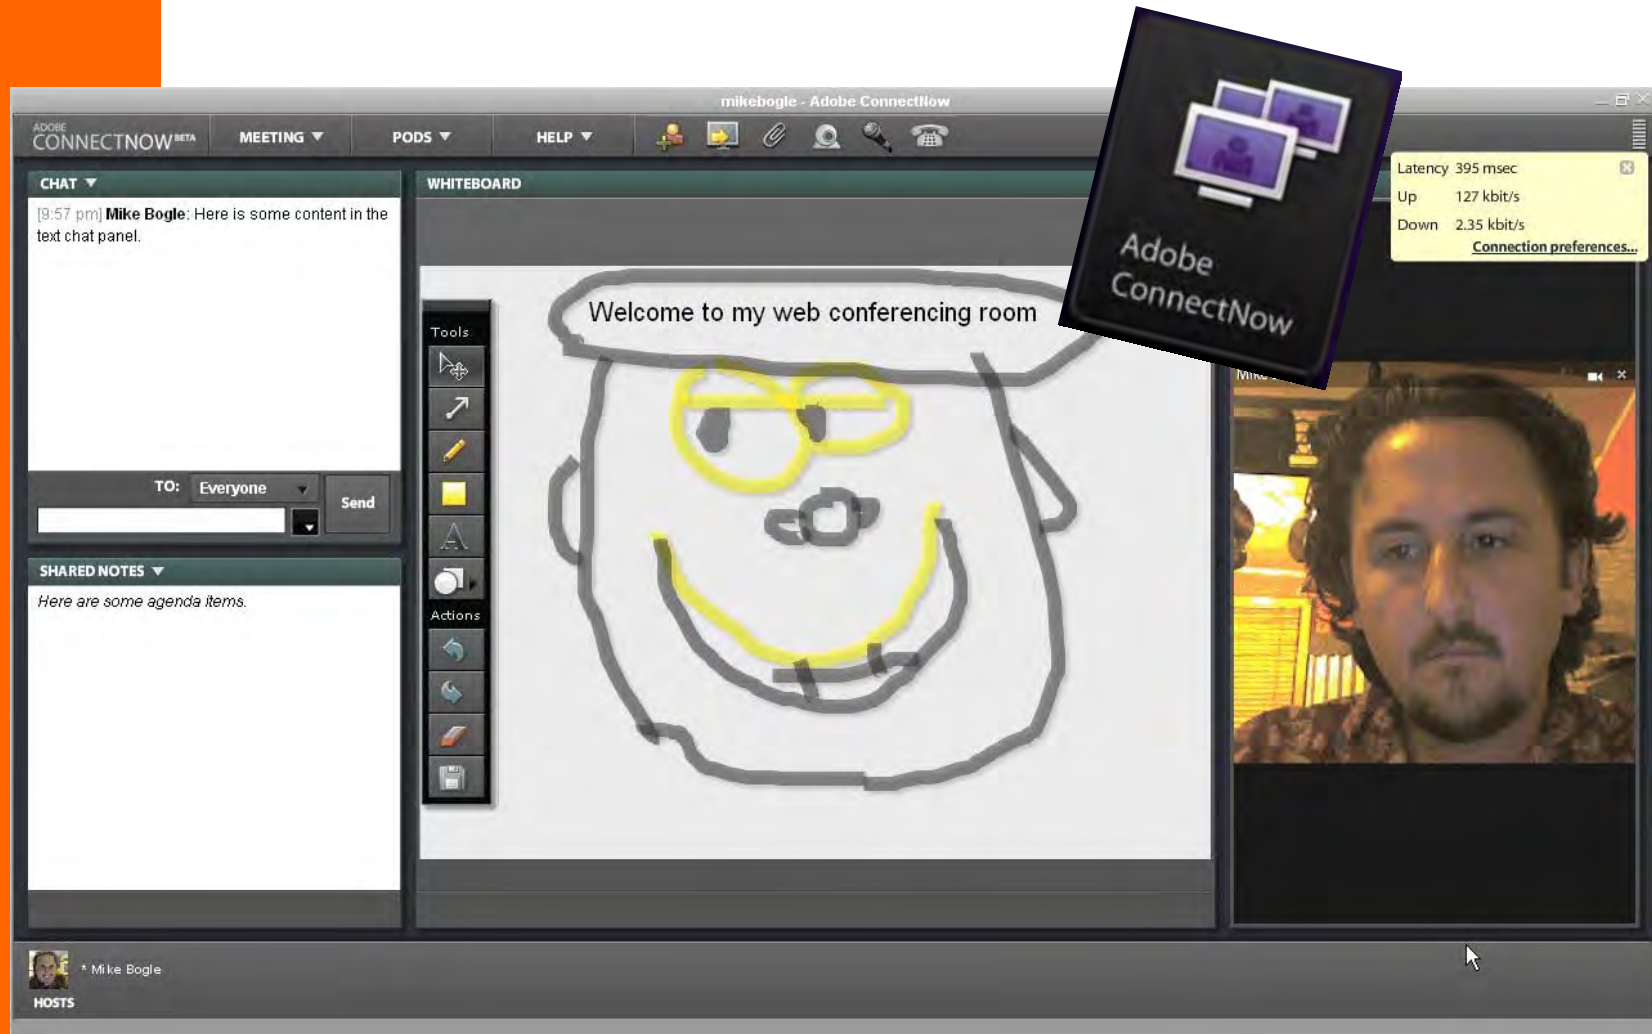 mikebogle - Adobe ConnectNow
ADOBE
CONNECTNOW BETA
MEETING
PODS
HELP
Adobe
ConnectNow
Latency 395 msec
Up 127 kbit/s
Down 2.35 kbit/s
Connection preferences...
CHAT
[9:57 pm] Mike Bogle: Here is some content in the
text chat panel.
TO: Everyone
Send
SHARED NOTES
Here are some agenda items.
WHITEBOARD
Welcome to my web conferencing room
Tools
A
Actions
* Mike Bogle
HOSTS